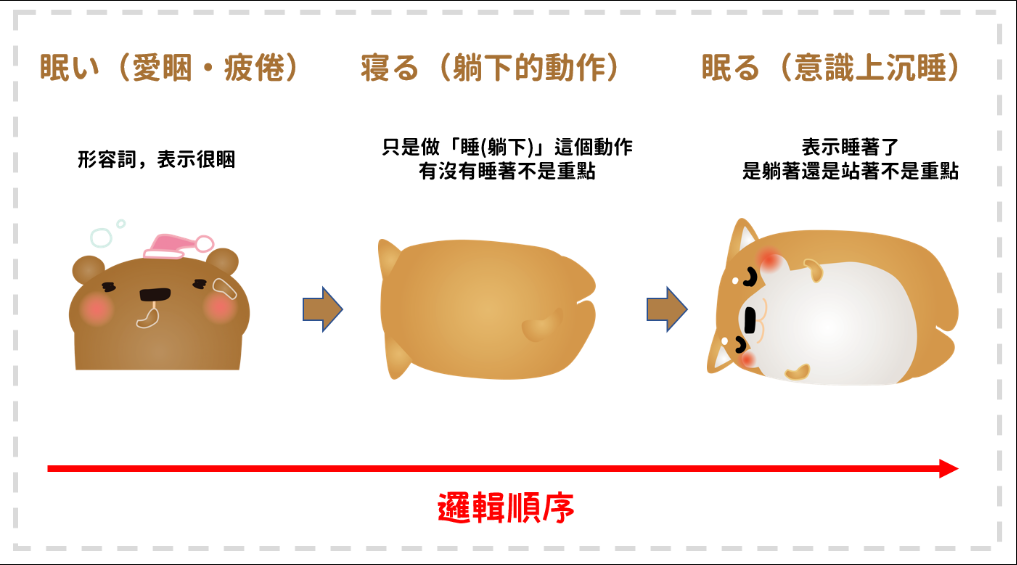 眠い（愛睏・疲倦）
寝る（躺下的動作）
眠る（意識上沉睡）
形容詞，表示很睏
只是做「睡(躺下)」這個動作
有沒有睡著不是重點
表示睡著了
是躺著還是站著不是重點
邏輯順序